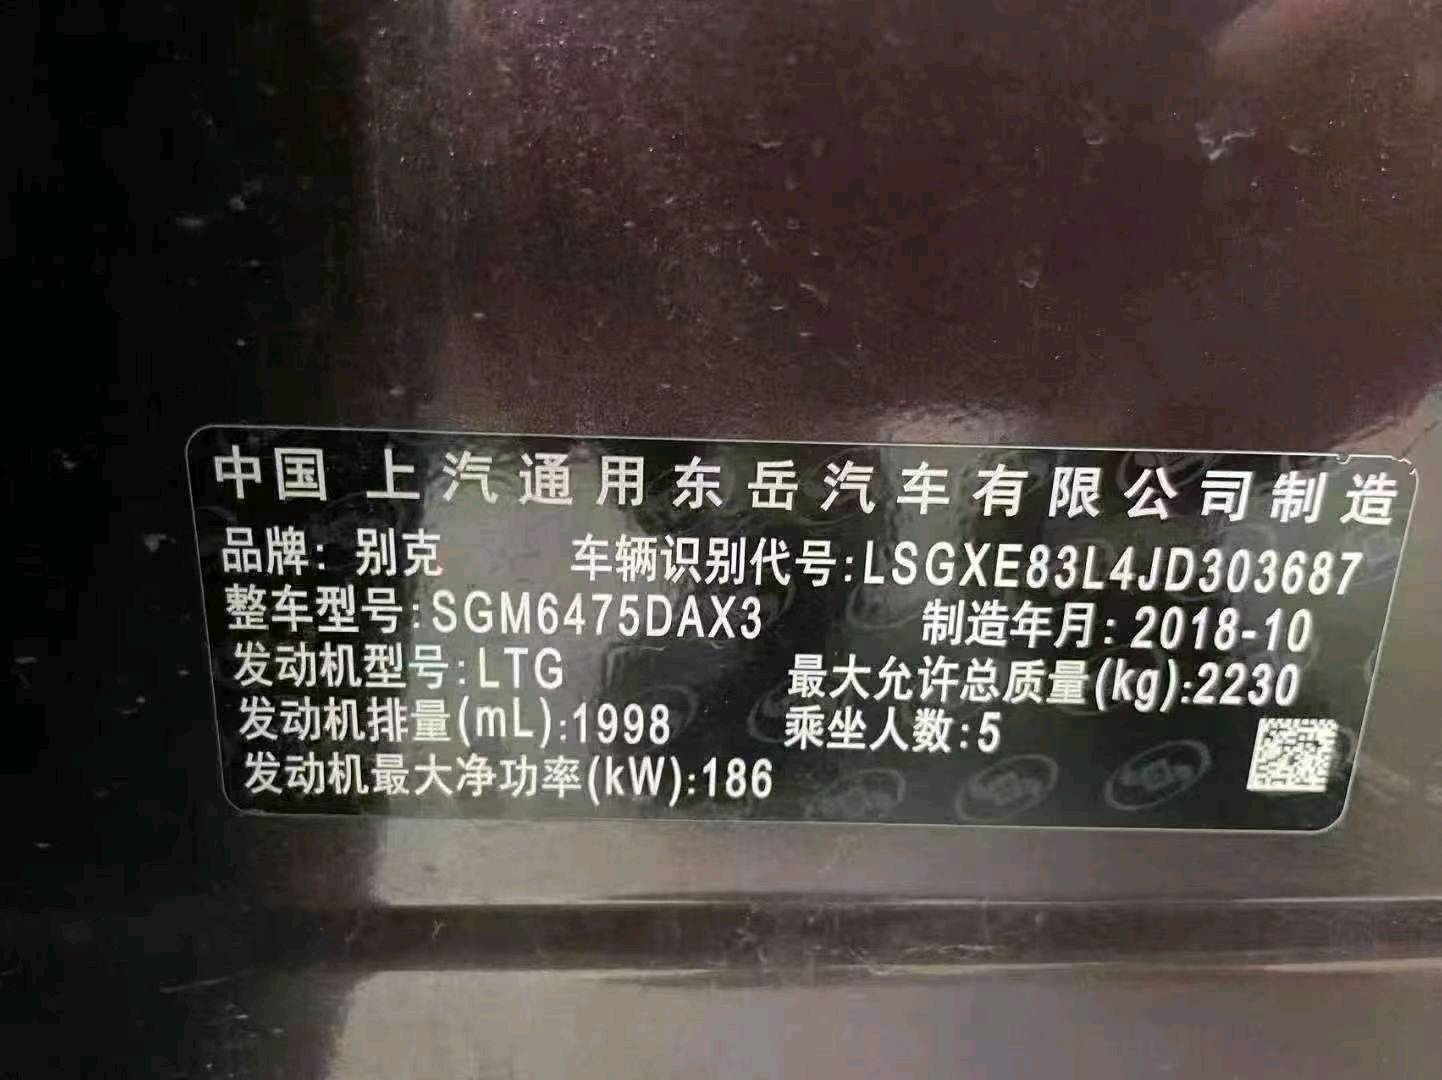 中国 上汽通用东岳汽车有限公司制造
品牌: 别克 车辆识别代号:LSGXE83L4JD303687
整车型号:SGM6475DAX3 制造年月: 2018-10
发动机型号:LTG 最大允许总质量(kg):2230
发动机排量(mL):1998 乘坐人数:5
发动机最大净功率(kW):186